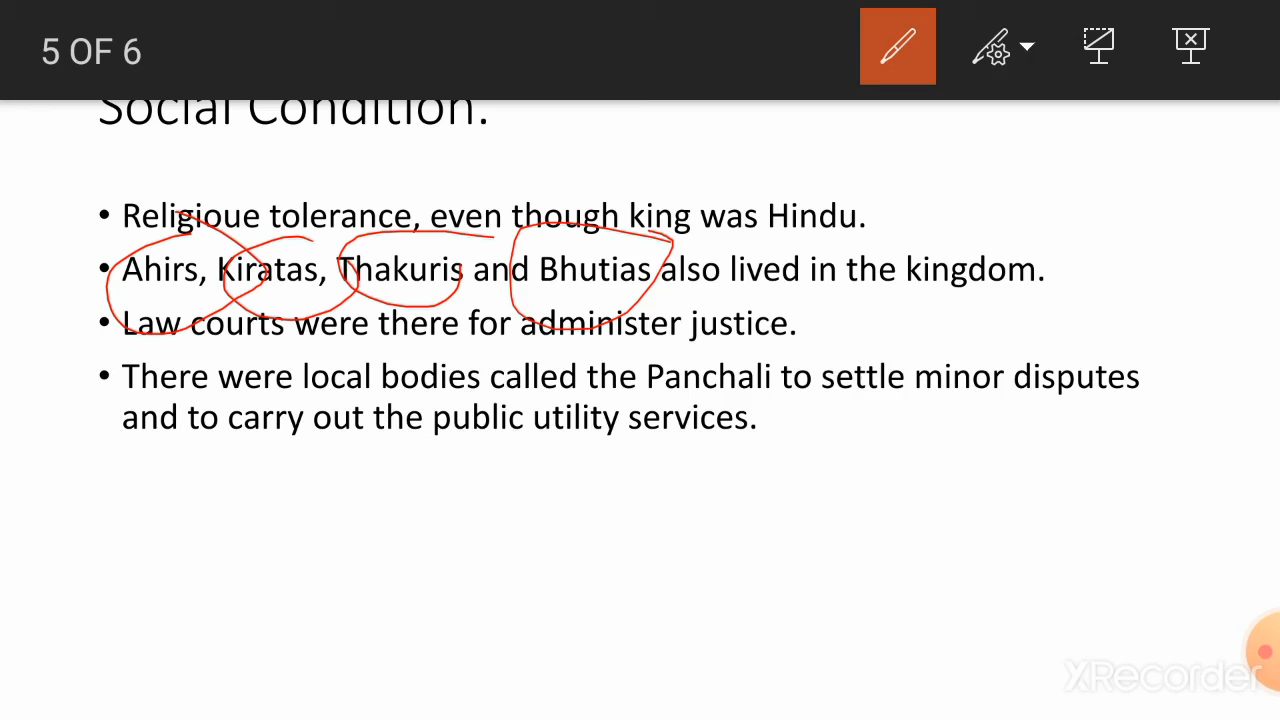 5 OF 6
Social Condition.
• Religioue tolerance, even though king was Hindu.
• Ahirs, Kiratas, Thakuris and Bhutias also lived in the kingdom.
• Law courts were there for administer justice.
• There were local bodies called the Panchali to settle minor disputes
and to carry out the public utility services.
XRecorder